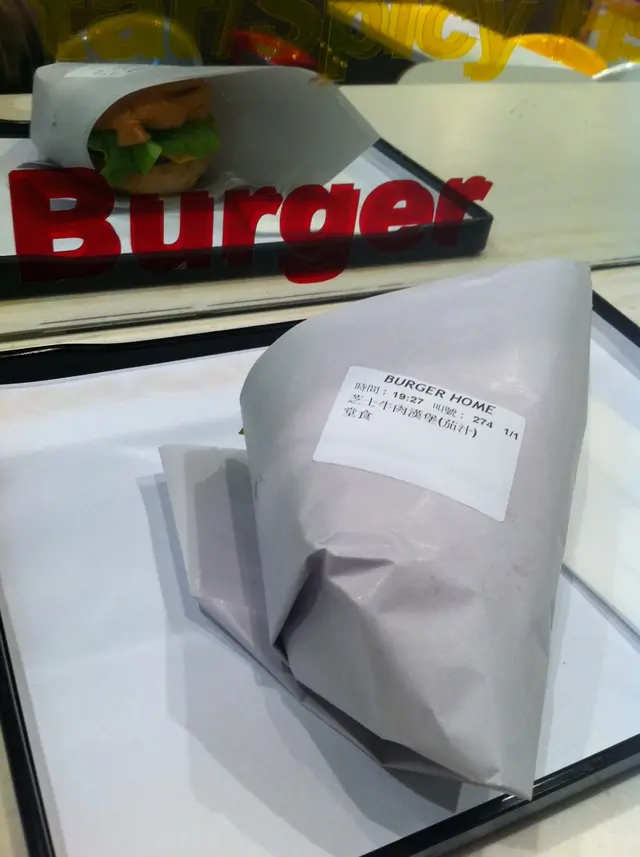 Spicy
Burger
BURGER HOME
時間：19:27 叫號：274 1/1
芝士牛肉漢堡(茄汁)
堂食